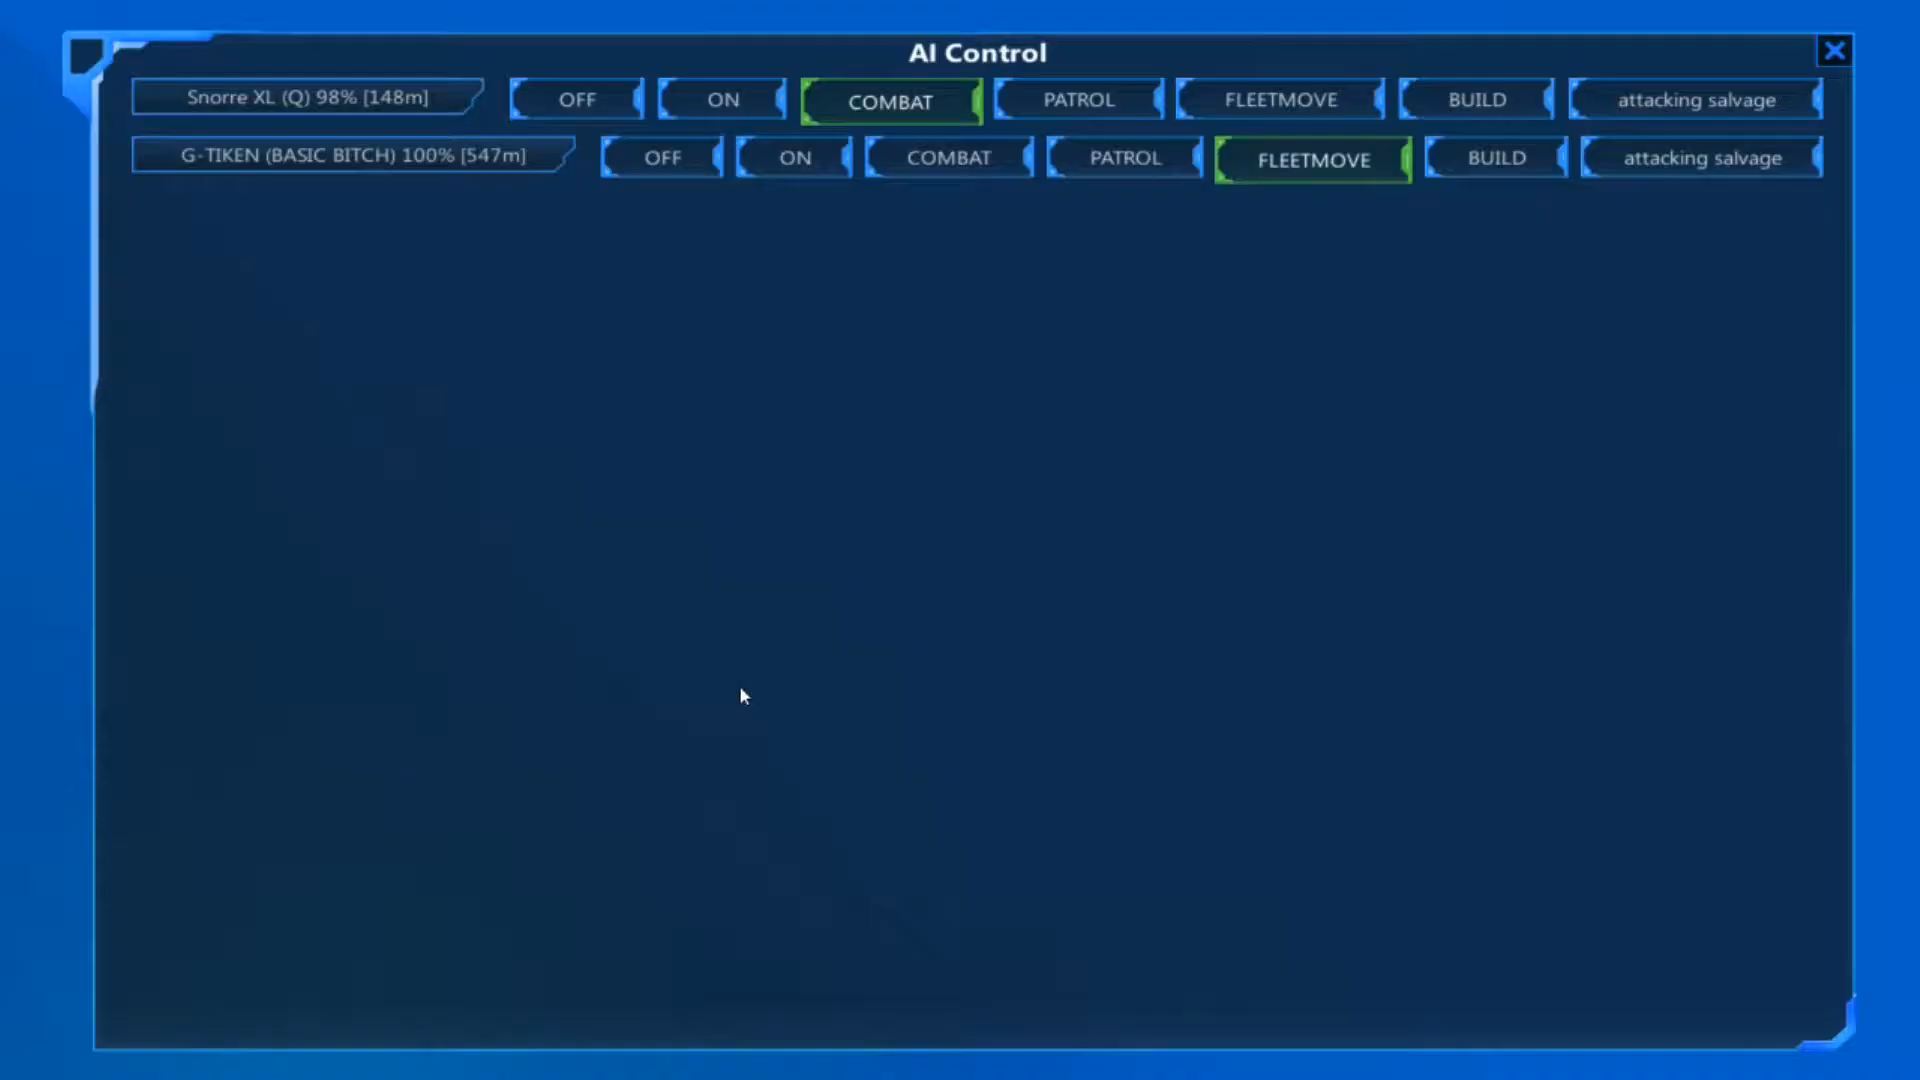 AI Control
Snorre XL (Q) 98% [148m] OFF ON COMBAT PATROL FLEETMOVE BUILD attacking salvage
G-TIKEN (BASIC BITCH) 100% [547m] OFF ON COMBAT PATROL FLEETMOVE BUILD attacking salvage